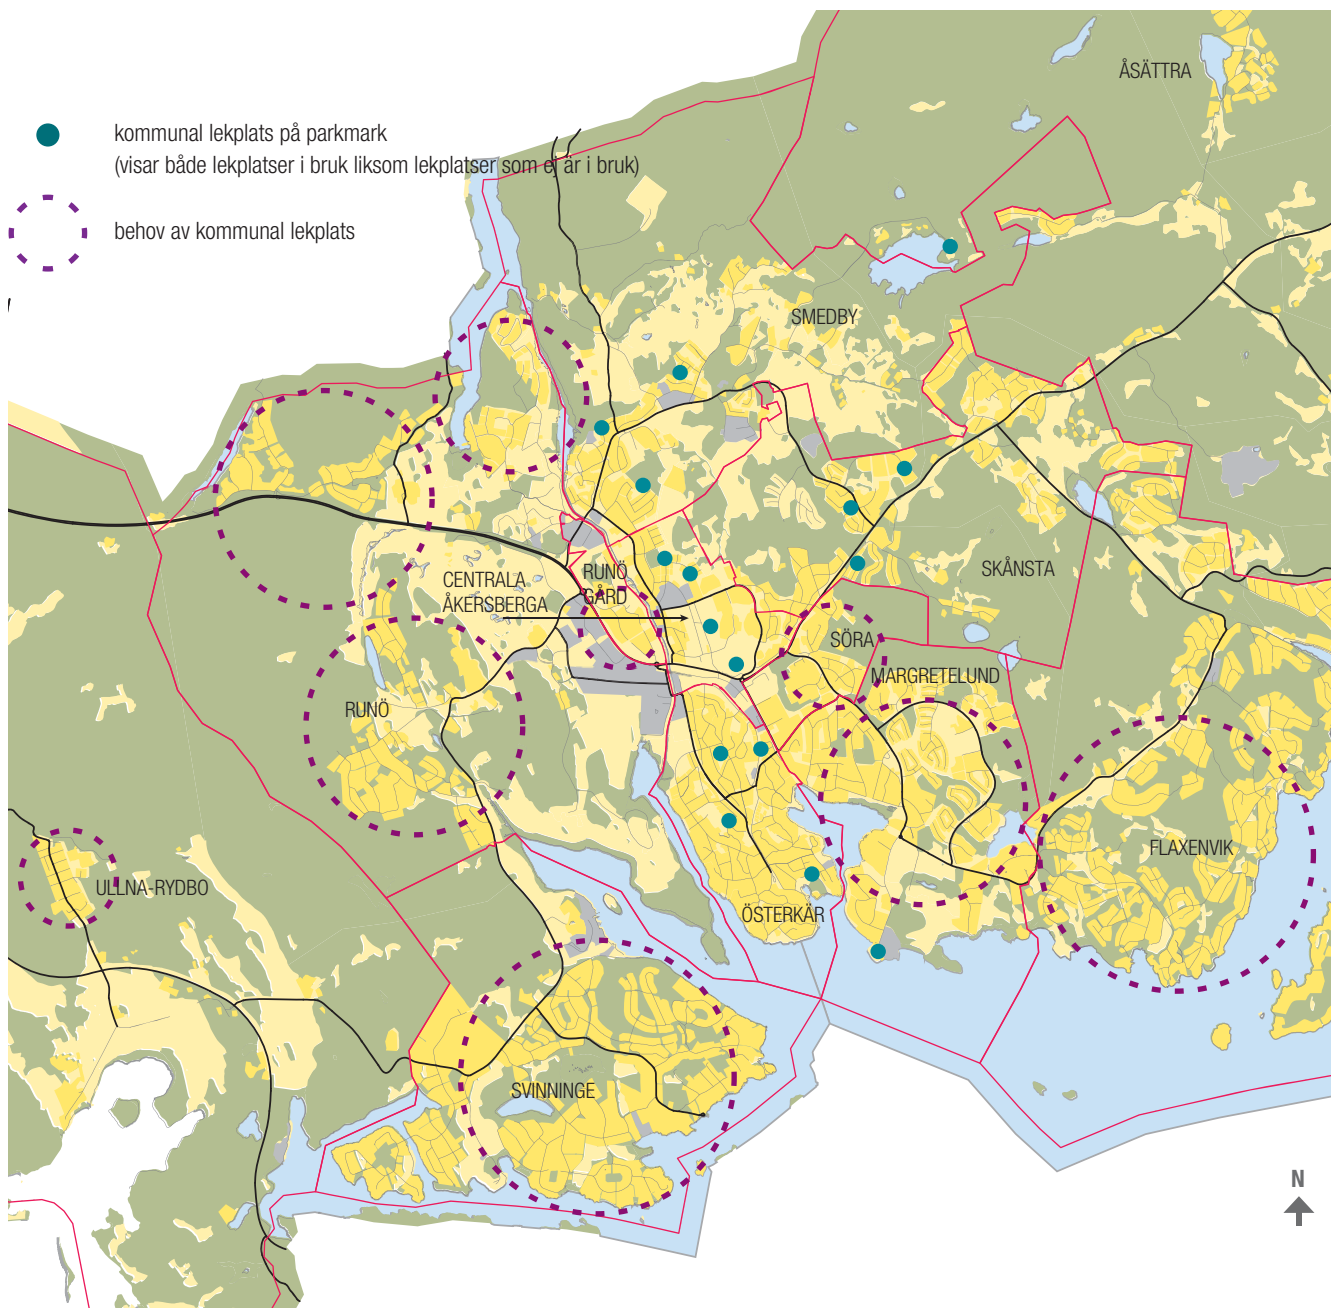 ÅSÄTTRA
kommunal lekplats på parkmark
(visar både lekplatser i bruk liksom lekplatser som ej är i bruk)
behov av kommunal lekplats
SMEDBY
SKÅNSTA
CENTRALA
ÅKERSBERGA
RUNÖ
GÅRD
SÖRA
MARGRETELUND
RUNÖ
FLAXENVIK
ULLNA-RYDBO
ÖSTERKÄR
SVINNINGE
N